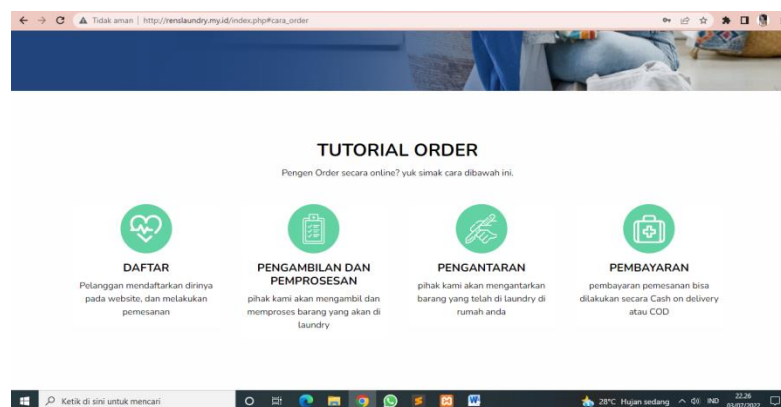 Tidak aman | http://renslaundry.my.id/index.php#cara_order
TUTORIAL ORDER
Pengen Order secara online? yuk simak cara dibawah ini.
DAFTAR
Pelanggan mendaftarkan dirinya
pada website, dan melakukan
pemesanan
PENGAMBILAN DAN
PEMPROSESAN
pihak kami akan mengambil dan
memproses barang yang akan di
laundry
PENGANTARAN
pihak kami akan mengantarkan
barang yang telah di laundry di
rumah anda
PEMBAYARAN
pembayaran pemesanan bisa
dilakukan secara Cash on delivery
atau COD
Ketik di sini untuk mencari
28°C Hujan sedang
IND
22.26
03/07/2022